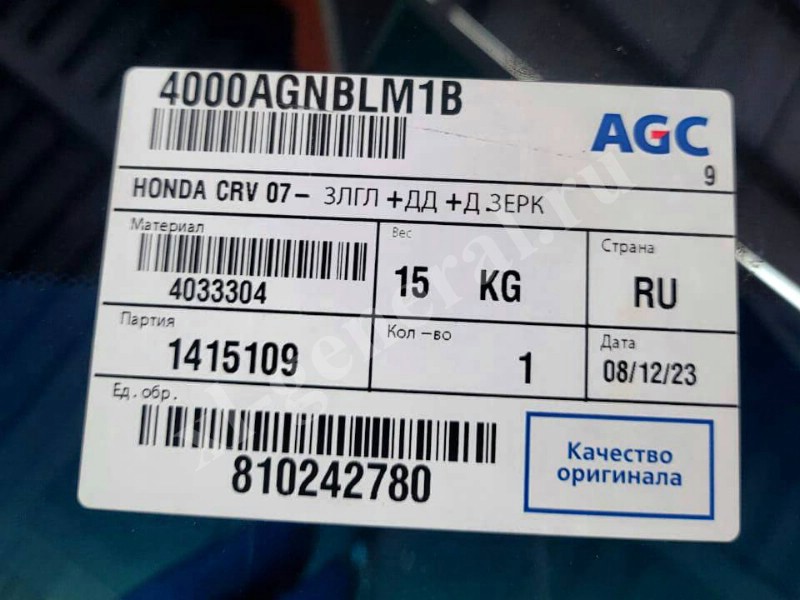 4000AGNBLM1B
AGC
9
HONDA CRV 07- ЗЛГЛ +ДД +Д.ЗЕРК
Материал
4033304
Вес
15 KG
Страна
RU
Партия
1415109
Кол-во
1
Дата
08/12/23
Ед. обр.
810242780
Качество
оригинала